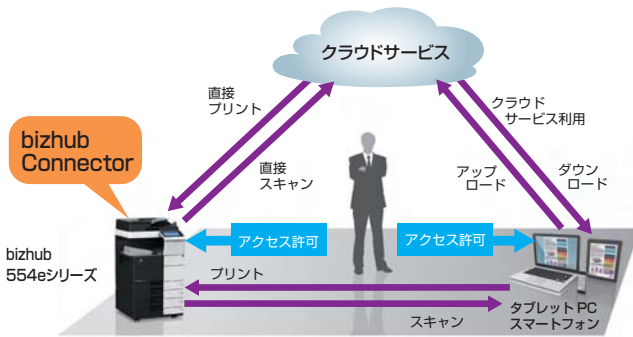 クラウドサービス
直接
プリント
クラウド
サービス利用
bizhub
Connector
直接
スキャン
アップ
ロード
ダウン
ロード
アクセス許可
アクセス許可
bizhub
554eシリーズ
プリント
スキャン
タブレットPC
スマートフォン